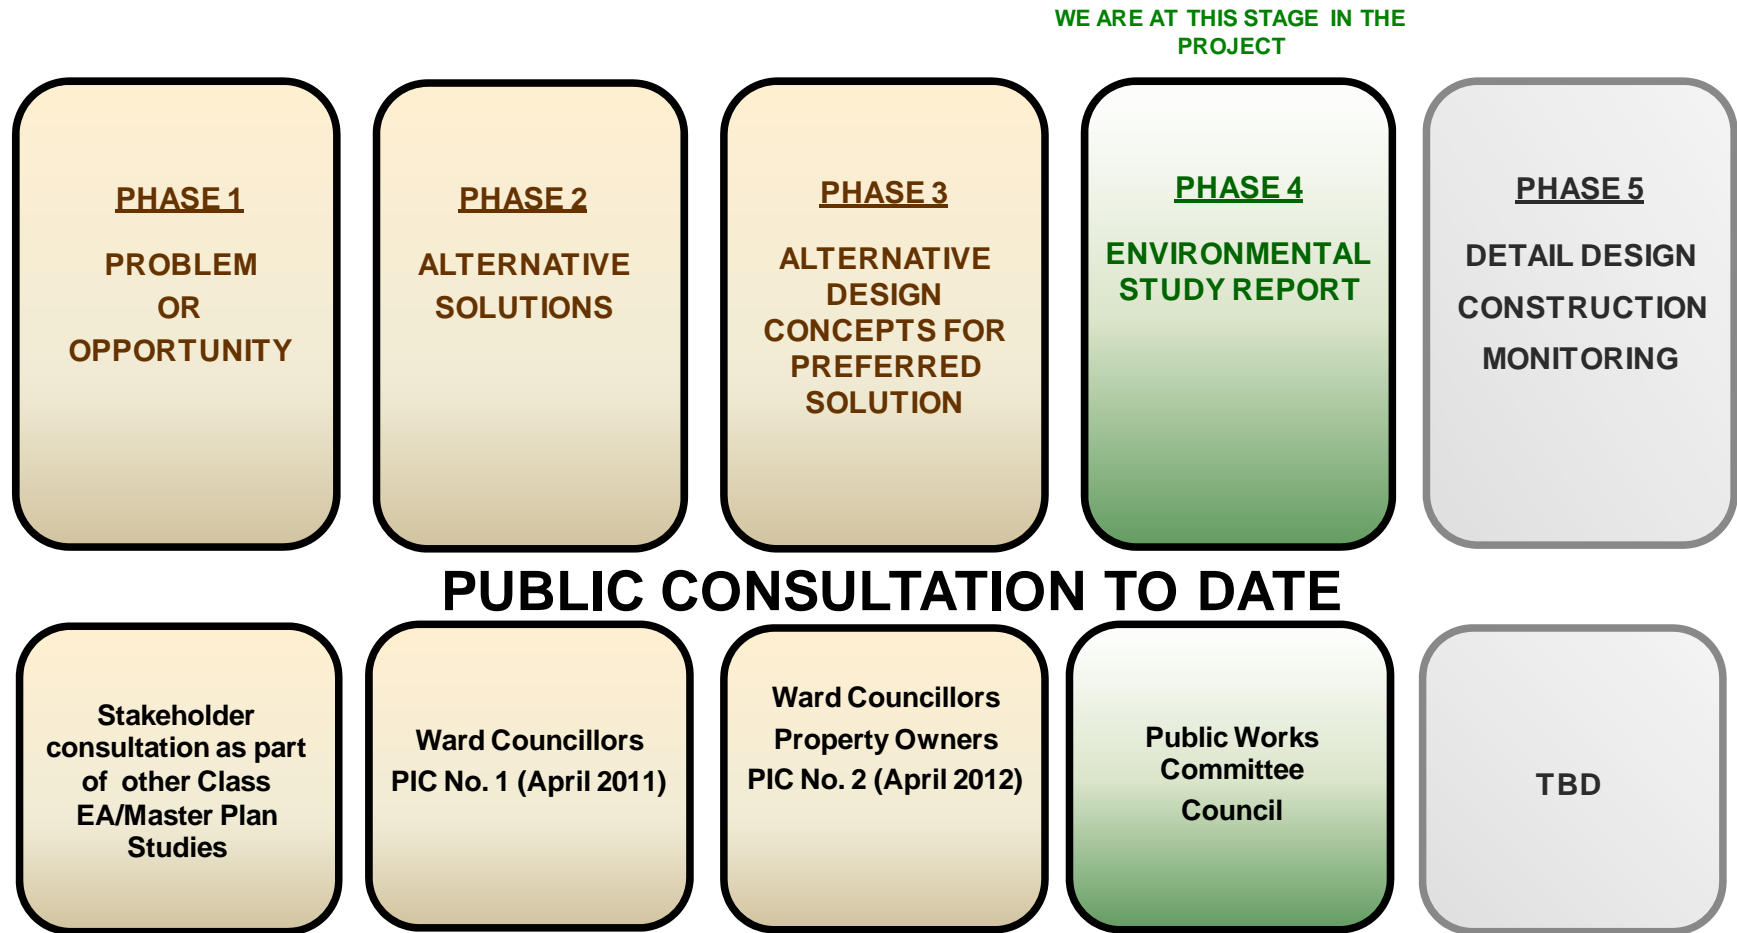 WE ARE AT THIS STAGE IN THE
PROJECT
PHASE 1
PROBLEM
OR
OPPORTUNITY
PHASE 2
ALTERNATIVE
SOLUTIONS
PHASE 3
ALTERNATIVE
DESIGN
CONCEPTS FOR
PREFERRED
SOLUTION
PHASE 4
ENVIRONMENTAL
STUDY REPORT
PHASE 5
DETAIL DESIGN
CONSTRUCTION
MONITORING
PUBLIC CONSULTATION TO DATE
Stakeholder
consultation as part
of other Class
EA/Master Plan
Studies
Ward Councillors
PIC No. 1 (April 2011)
Ward Councillors
Property Owners
PIC No. 2 (April 2012)
Public Works
Committee
Council
TBD